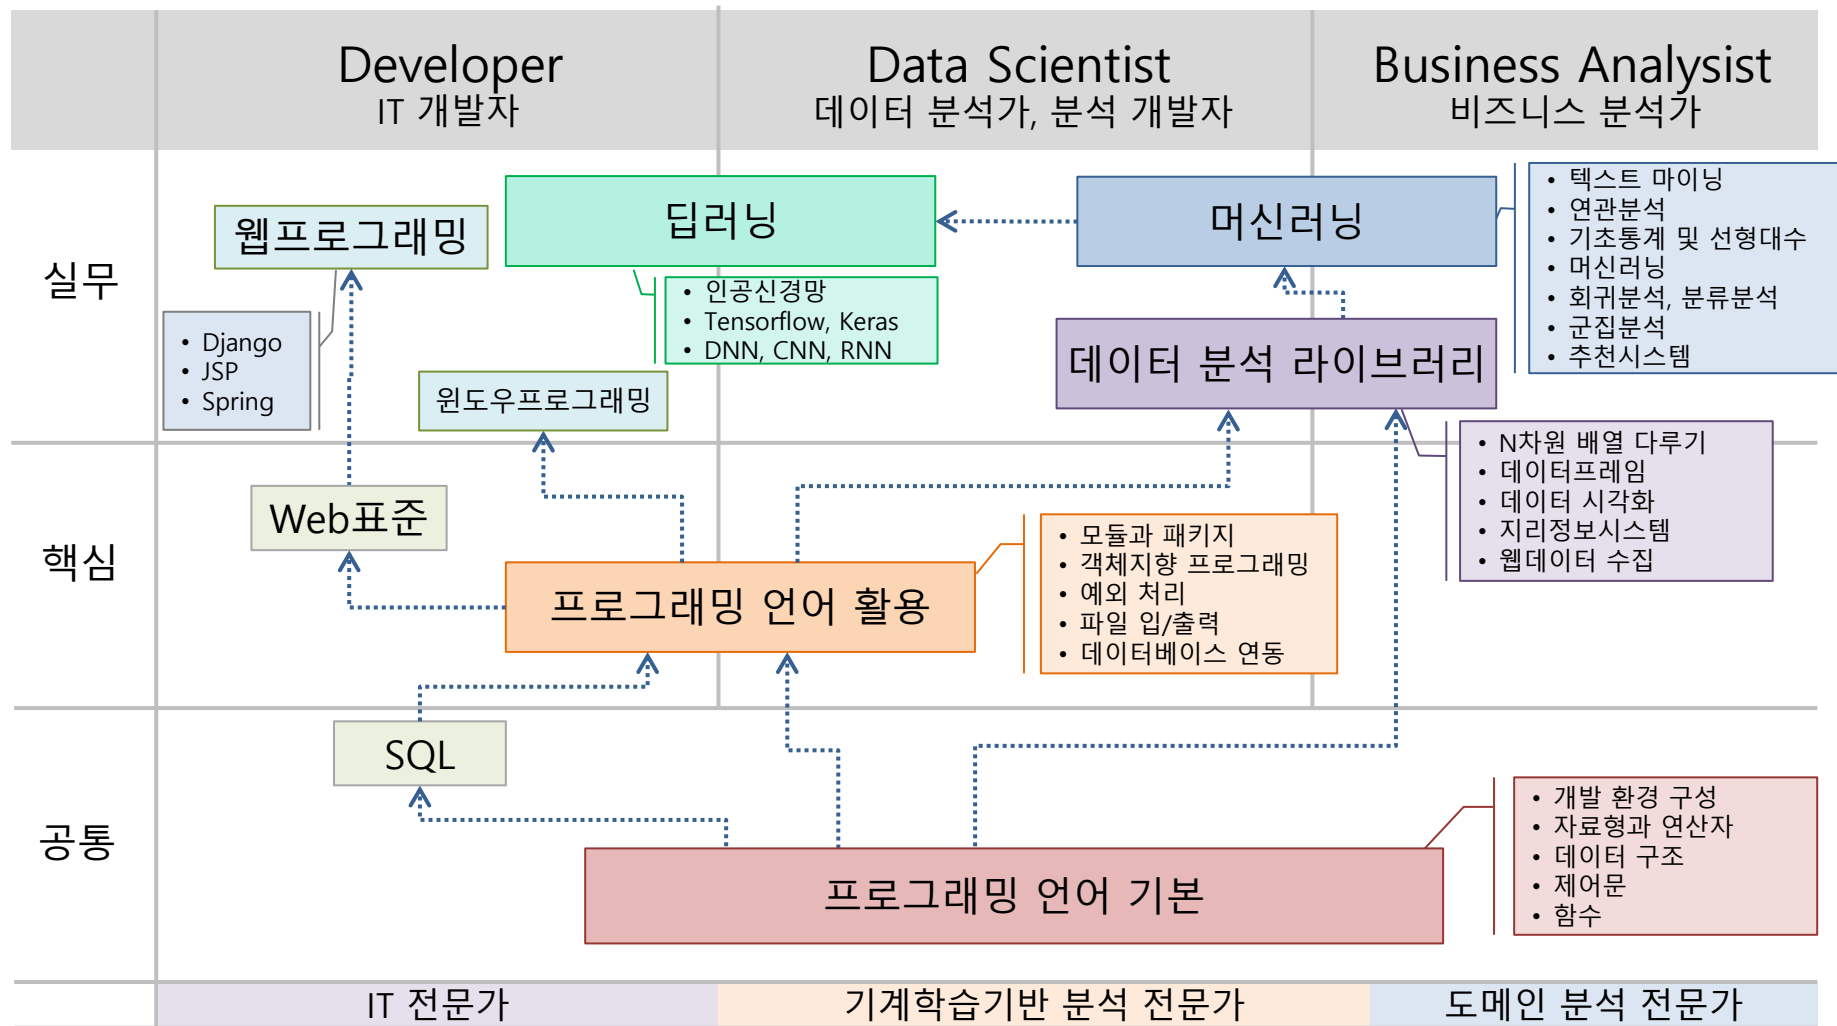 Developer
IT 개발자
Data Scientist
데이터 분석가, 분석 개발자
Business Analysist
비즈니스 분석가
실무
웹프로그래밍
• Django
• JSP
• Spring
딥러닝
• 인공신경망
• Tensorflow, Keras
• DNN, CNN, RNN
윈도우프로그래밍
머신러닝
• 텍스트 마이닝
• 연관분석
• 기초통계 및 선형대수
• 머신러닝
• 회귀분석, 분류분석
• 군집분석
• 추천시스템
데이터 분석 라이브러리
• N차원 배열 다루기
• 데이터프레임
• 데이터 시각화
• 지리정보시스템
• 웹데이터 수집
핵심
Web표준
프로그래밍 언어 활용
• 모듈과 패키지
• 객체지향 프로그래밍
• 예외 처리
• 파일 입/출력
• 데이터베이스 연동
공통
SQL
프로그래밍 언어 기본
• 개발 환경 구성
• 자료형과 연산자
• 데이터 구조
• 제어문
• 함수
IT 전문가
기계학습기반 분석 전문가
도메인 분석 전문가